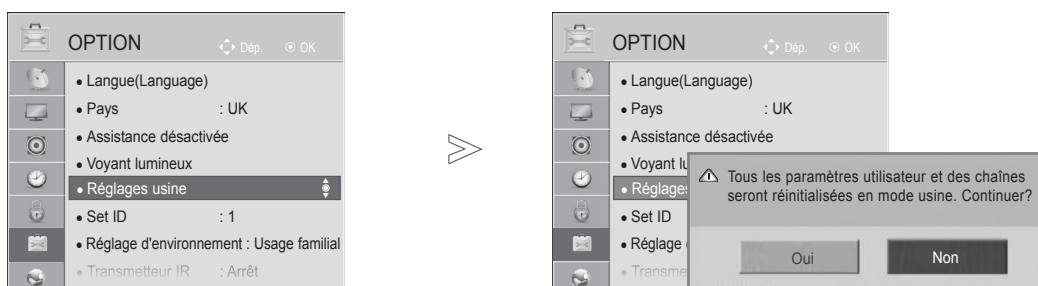 OPTION
Dép. OK
Langue(Language)
Pays : UK
Assistance désactivée
Voyant lumineux
Réglages usine
Set ID : 1
Réglage d'environnement : Usage familial
Transmetteur IR : Arrêt
OPTION
Dép. OK
Langue(Language)
Pays : UK
Assistance désactivée
Voyant lu
Réglages
Set ID
Réglage
Transme
Tous les paramètres utilisateur et des chaînes
seront réinitialisées en mode usine. Continuer?
Oui Non